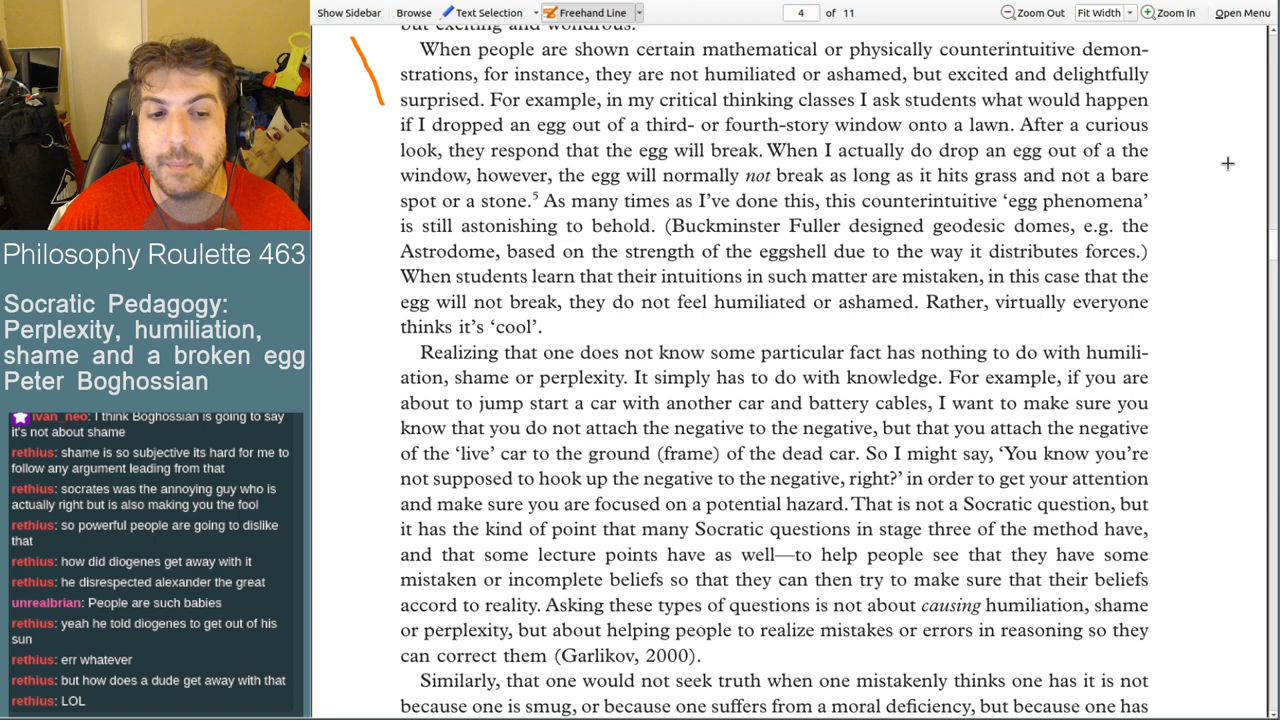 Show Sidebar Browse Text Selection Freehand Line 4 of 11 Zoom Out Fit Width Zoom In Open Menu
but exciting and wondrous.
When people are shown certain mathematical or physically counterintuitive demon-
strations, for instance, they are not humiliated or ashamed, but excited and delightfully
surprised. For example, in my critical thinking classes I ask students what would happen
if I dropped an egg out of a third- or fourth-story window onto a lawn. After a curious
look, they respond that the egg will break. When I actually do drop an egg out of a the
window, however, the egg will normally not break as long as it hits grass and not a bare
spot or a stone.5 As many times as I've done this, this counterintuitive 'egg phenomena'
is still astonishing to behold. (Buckminster Fuller designed geodesic domes, e.g. the
Astrodome, based on the strength of the eggshell due to the way it distributes forces.)
When students learn that their intuitions in such matter are mistaken, in this case that the
egg will not break, they do not feel humiliated or ashamed. Rather, virtually everyone
thinks it's 'cool'.
Realizing that one does not know some particular fact has nothing to do with humili-
ation, shame or perplexity. It simply has to do with knowledge. For example, if you are
about to jump start a car with another car and battery cables, I want to make sure you
know that you do not attach the negative to the negative, but that you attach the negative
of the 'live' car to the ground (frame) of the dead car. So I might say, 'You know you're
not supposed to hook up the negative to the negative, right?' in order to get your attention
and make sure you are focused on a potential hazard. That is not a Socratic question, but
it has the kind of point that many Socratic questions in stage three of the method have,
and that some lecture points have as well—to help people see that they have some
mistaken or incomplete beliefs so that they can then try to make sure that their beliefs
accord to reality. Asking these types of questions is not about causing humiliation, shame
or perplexity, but about helping people to realize mistakes or errors in reasoning so they
can correct them (Garlikov, 2000).
Similarly, that one would not seek truth when one mistakenly thinks one has it is not
because one is smug, or because one suffers from a moral deficiency, but because one has
Philosophy Roulette 463
Socratic Pedagogy:
Perplexity, humiliation,
shame and a broken egg
Peter Boghossian
ivan_neo: I think Boghossian is going to say
it's not about shame
rethius: shame is so subjective its hard for me to
follow any argument leading from that
rethius: socrates was the annoying guy who is
actually right but is also making you the fool
rethius: so powerful people are going to dislike
that
rethius: how did diogenes get away with it
rethius: he disrespected alexander the great
unrealbrian: People are such babies
rethius: yeah he told diogenes to get out of his
sun
rethius: err whatever
rethius: but how does a dude get away with that
rethius: LOL